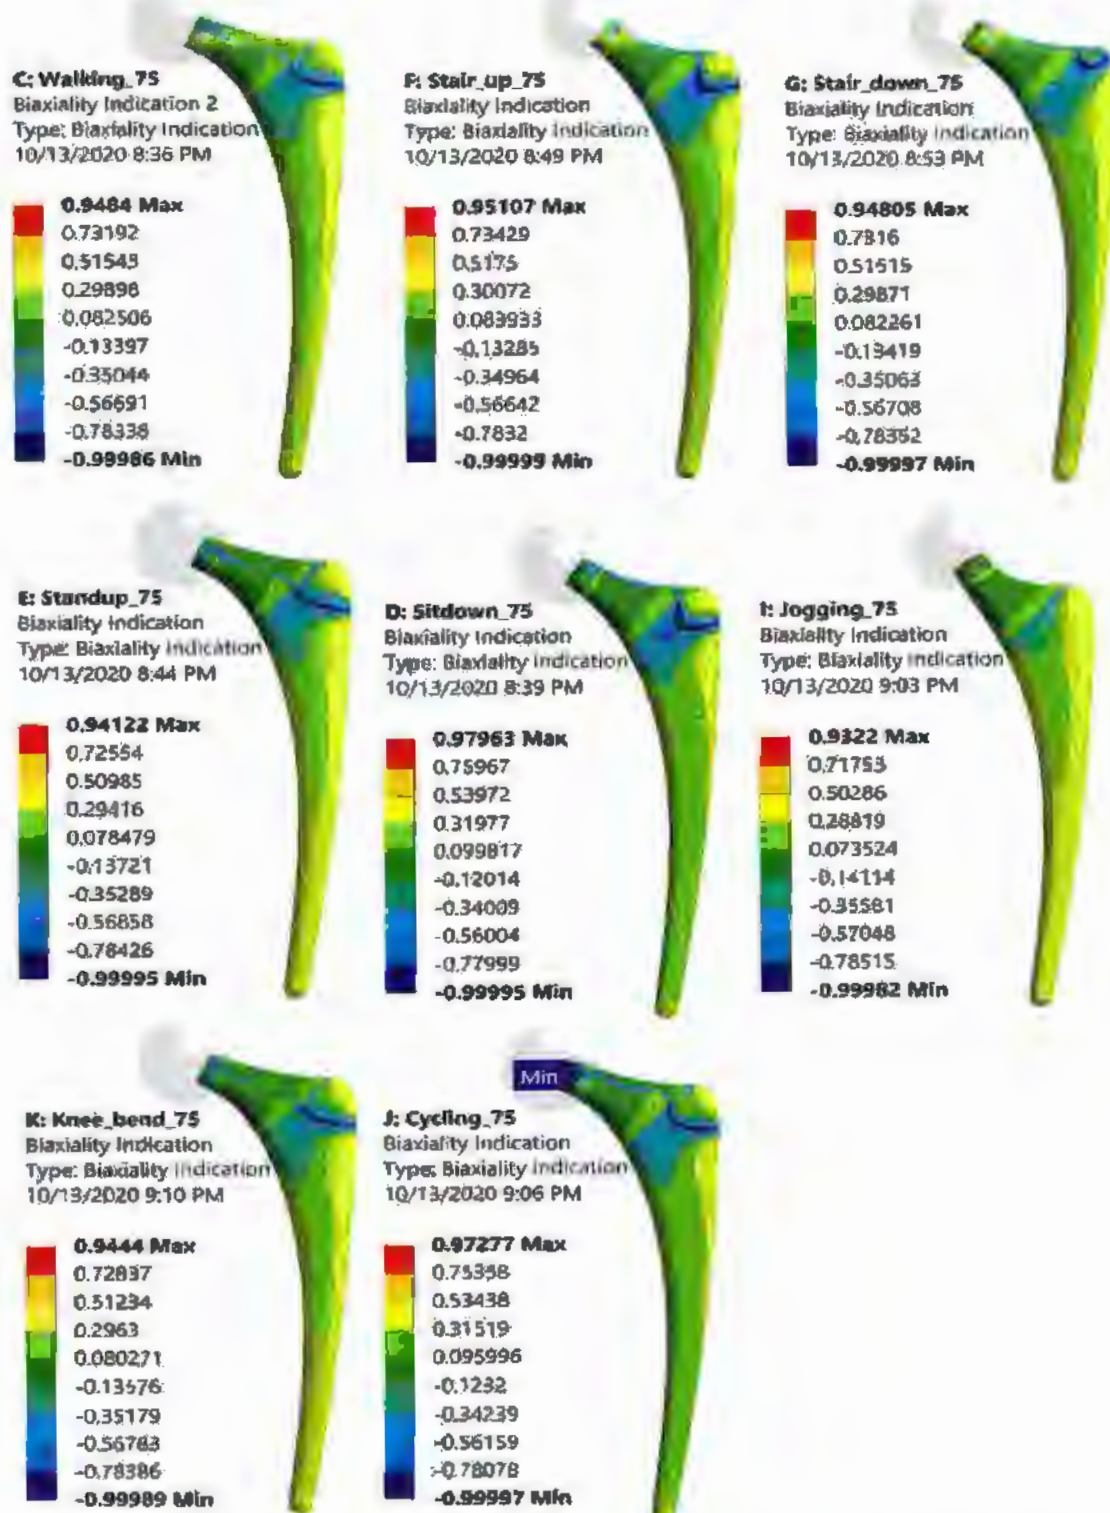 C: Walking_75
Biaxiality Indication 2
Type: Biaxiality Indication
10/13/2020 8:36 PM
0.9484 Max
0.73192
0.51543
0.29898
0.082506
-0.13397
-0.35044
-0.56691
-0.78338
-0.99986 Min
F: Stair_up_75
Biaxiality Indication
Type: Biaxiality Indication
10/13/2020 8:49 PM
0.95107 Max
0.73429
0.5175
0.30072
0.083933
-0.13285
-0.34964
-0.56642
-0.7832
-0.99999 Min
G: Stair_down_75
Biaxiality Indication
Type: Biaxiality Indication
10/13/2020 8:53 PM
0.94805 Max
0.7316
0.51515
0.29871
0.082261
-0.13419
-0.35063
-0.56708
-0.78352
-0.99997 Min
E: Standup_75
Biaxiality Indication
Type: Biaxiality Indication
10/13/2020 8:44 PM
0.94122 Max
0.72554
0.50985
0.29416
0.078479
-0.13721
-0.35289
-0.56858
-0.78426
-0.99995 Min
D: Sitdown_75
Biaxiality Indication
Type: Biaxiality Indication
10/13/2020 8:39 PM
0.97963 Max
0.75967
0.53972
0.31977
0.099817
-0.12014
-0.34009
-0.56004
-0.77999
-0.99995 Min
I: Jogging_75
Biaxiality Indication
Type: Biaxiality Indication
10/13/2020 9:03 PM
0.9322 Max
0.71753
0.50286
0.28819
0.073524
-0.14114
-0.35581
-0.57048
-0.78515
-0.99982 Min
K: Knee_bend_75
Biaxiality Indication
Type: Biaxiality Indication
10/13/2020 9:10 PM
0.9444 Max
0.72837
0.51234
0.2963
0.080271
-0.13576
-0.35179
-0.56783
-0.78386
-0.99989 Min
Min
J: Cycling_75
Biaxiality Indication
Type: Biaxiality Indication
10/13/2020 9:06 PM
0.97277 Max
0.75358
0.53438
0.31519
0.095996
-0.1232
-0.34239
-0.56159
-0.78078
-0.99997 Min